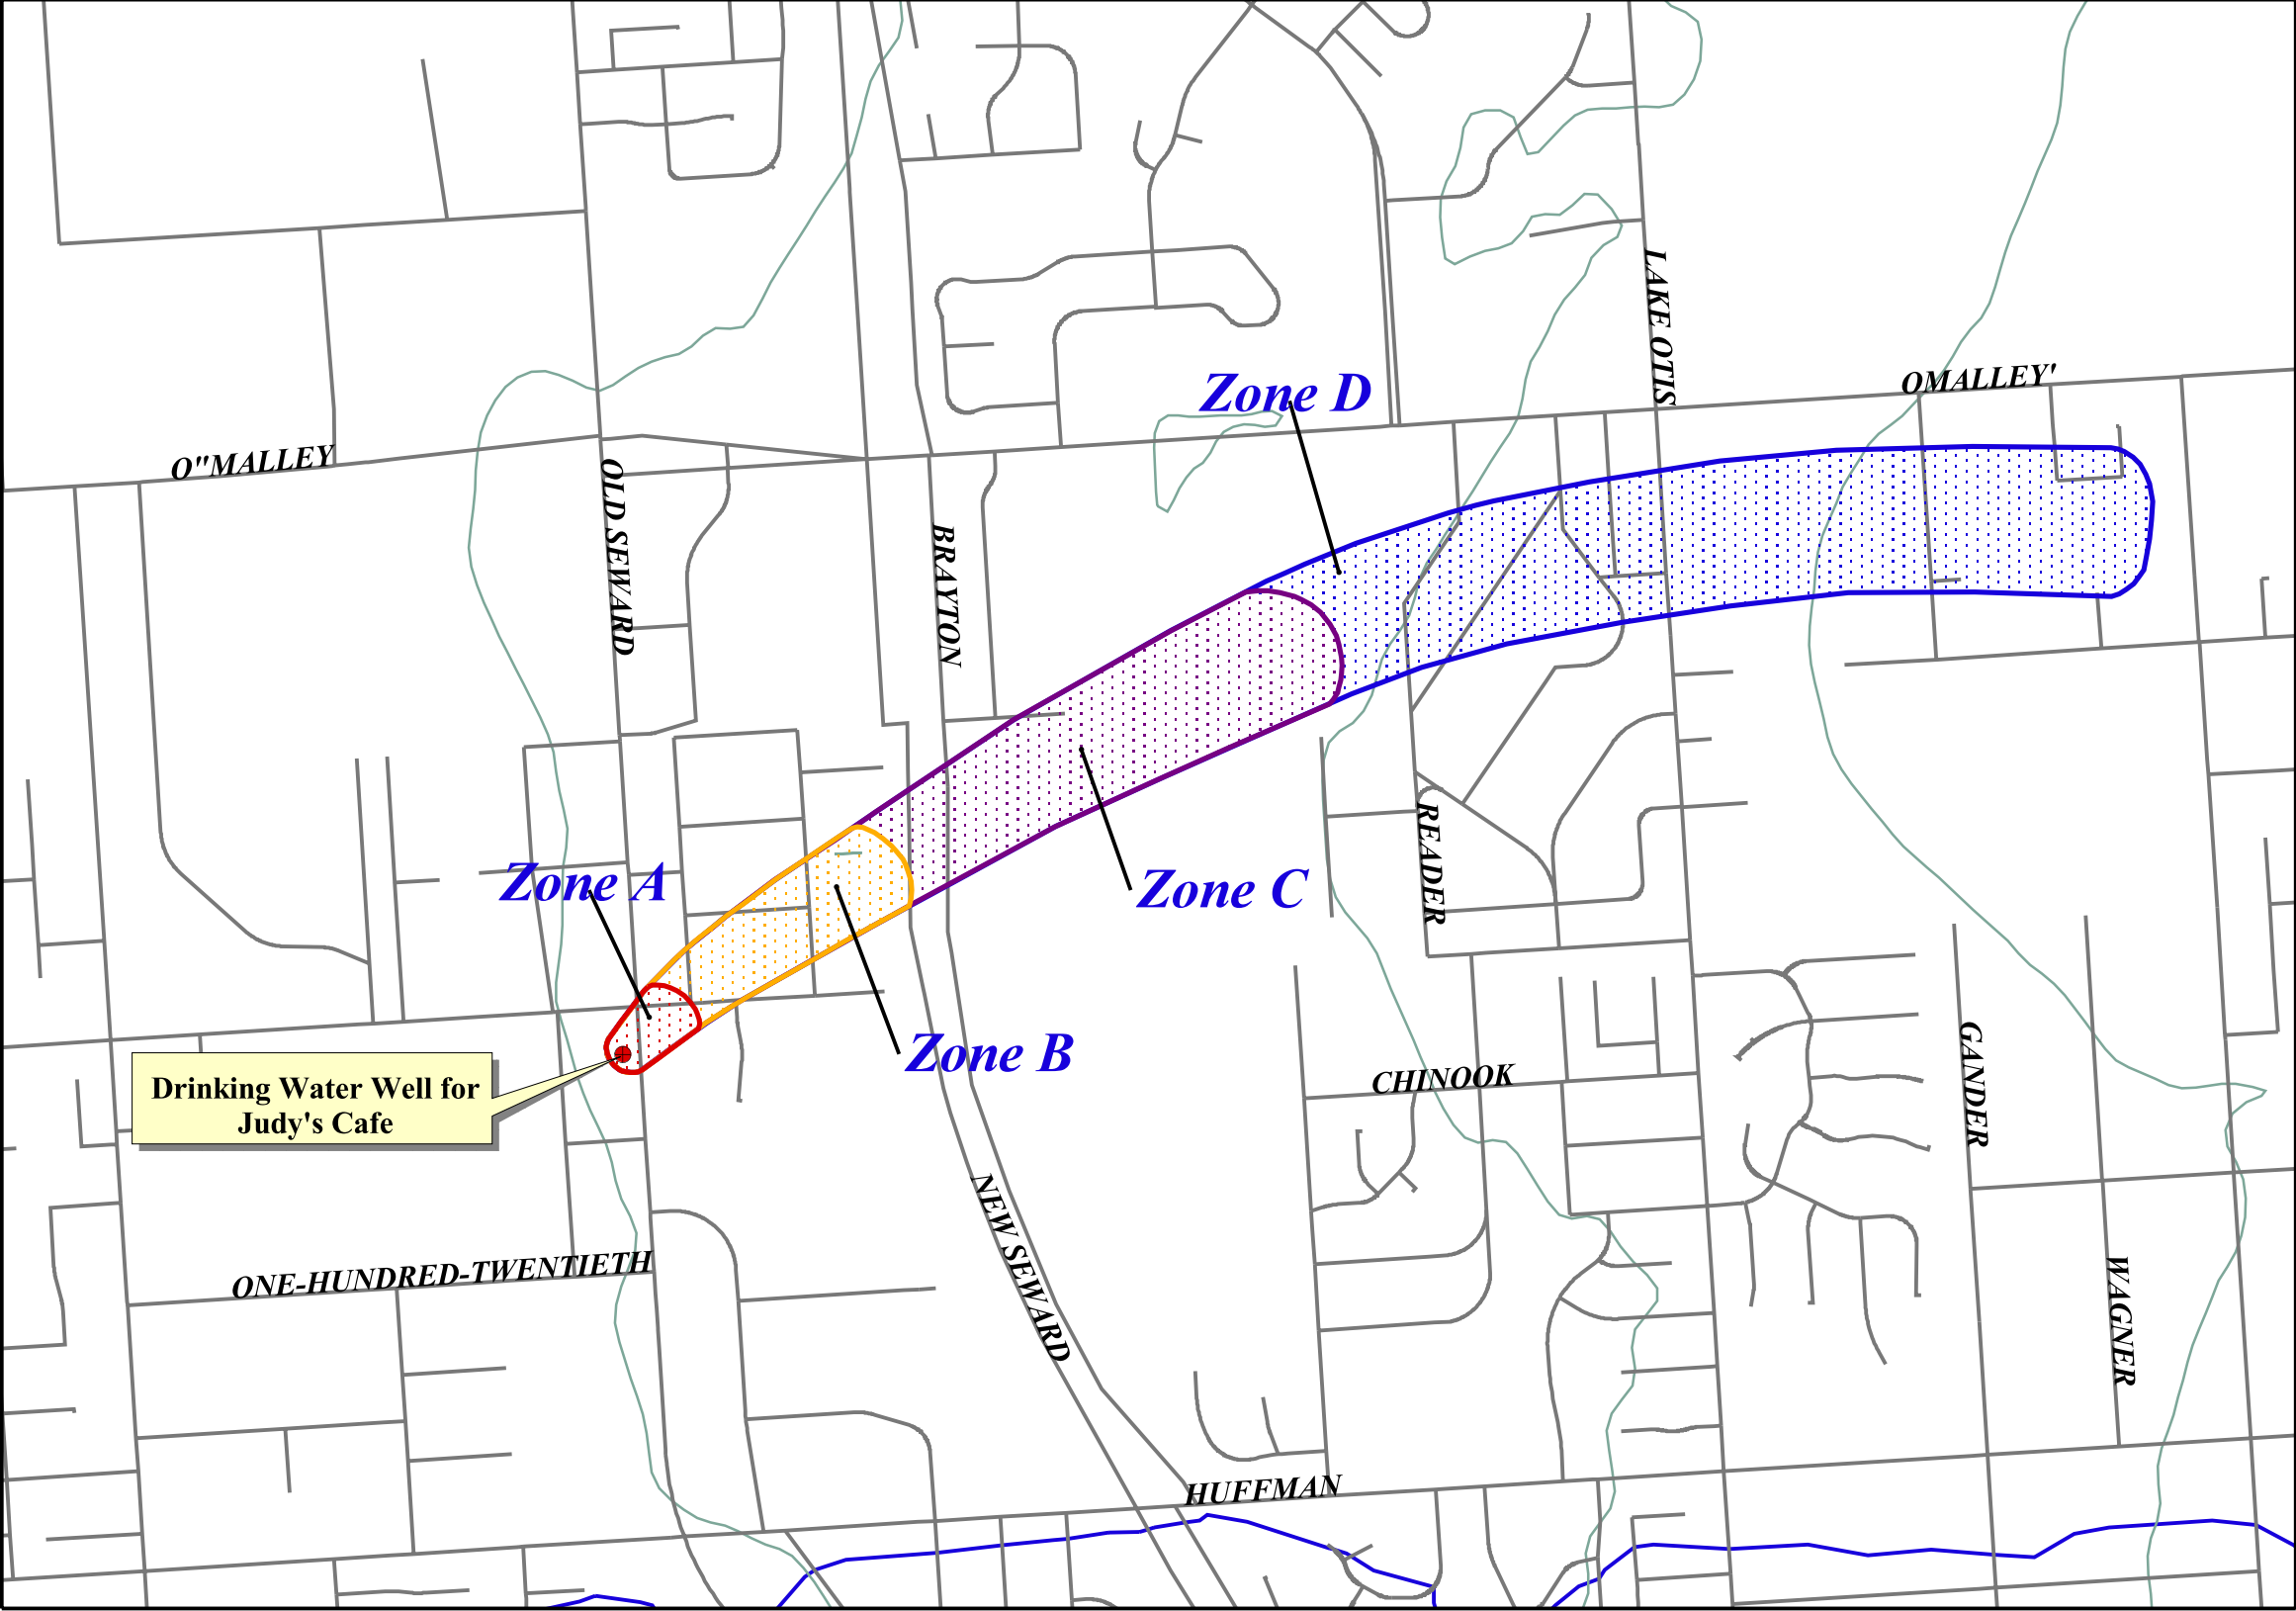 LAKE OTIS
OMALLEY'
Zone D
O"MALLEY
OLD SEWARD
BRAYTON
Zone A
Zone C
READER
Zone B
Drinking Water Well for
Judy's Cafe
CHINOOK
GANDER
NEW SEWARD
ONE-HUNDRED-TWENTIETH
WAGNER
HUFFMAN